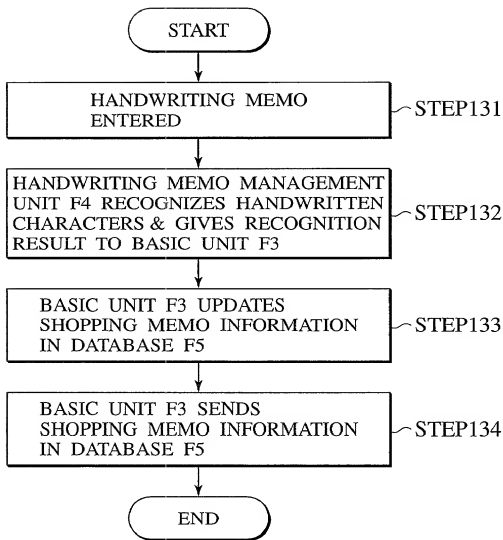 START
HANDWRITING MEMO
ENTERED
STEP131
HANDWRITING MEMO MANAGEMENT
UNIT F4 RECOGNIZES HANDWRITTEN
CHARACTERS & GIVES RECOGNITION
RESULT TO BASIC UNIT F3
STEP132
BASIC UNIT F3 UPDATES
SHOPPING MEMO INFORMATION
IN DATABASE F5
STEP133
BASIC UNIT F3 SENDS
SHOPPING MEMO INFORMATION
IN DATABASE F5
STEP134
END